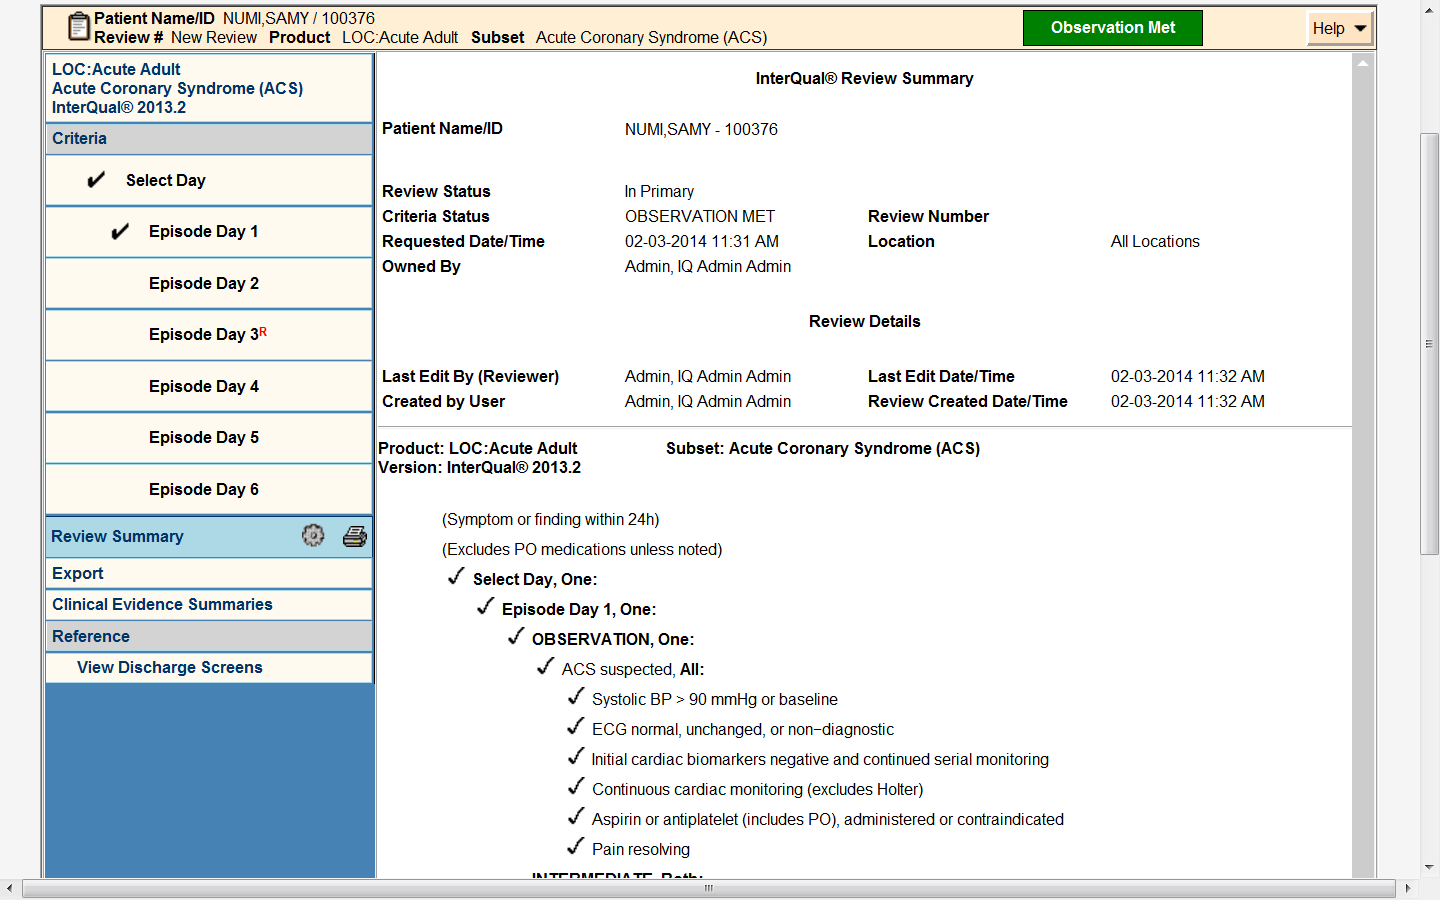 Patient Name/ID NUMI,SAMY / 100376
Review # New Review Product LOC:Acute Adult Subset Acute Coronary Syndrome (ACS)
Observation Met
Help
LOC:Acute Adult
Acute Coronary Syndrome (ACS)
InterQual® 2013.2
Criteria
Select Day
Episode Day 1
Episode Day 2
Episode Day 3R
Episode Day 4
Episode Day 5
Episode Day 6
Review Summary
Export
Clinical Evidence Summaries
Reference
View Discharge Screens
InterQual® Review Summary
Patient Name/ID NUMI,SAMY - 100376
Review Status In Primary
Criteria Status OBSERVATION MET Review Number
Requested Date/Time 02-03-2014 11:31 AM Location All Locations
Owned By Admin, IQ Admin Admin
Review Details
Last Edit By (Reviewer) Admin, IQ Admin Admin Last Edit Date/Time 02-03-2014 11:32 AM
Created by User Admin, IQ Admin Admin Review Created Date/Time 02-03-2014 11:32 AM
Product: LOC:Acute Adult Subset: Acute Coronary Syndrome (ACS)
Version: InterQual® 2013.2
(Symptom or finding within 24h)
(Excludes PO medications unless noted)
Select Day, One:
Episode Day 1, One:
OBSERVATION, One:
ACS suspected, All:
Systolic BP > 90 mmHg or baseline
ECG normal, unchanged, or non−diagnostic
Initial cardiac biomarkers negative and continued serial monitoring
Continuous cardiac monitoring (excludes Holter)
Aspirin or antiplatelet (includes PO), administered or contraindicated
Pain resolving
INTERMEDIATE, Both: